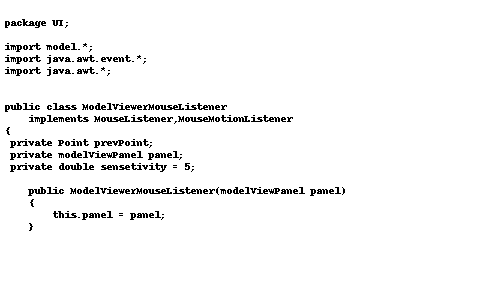 package UI;

import model.*;
import java.awt.event.*;
import java.awt.*;


public class ModelViewerMouseListener
    implements MouseListener,MouseMotionListener
{
 private Point prevPoint;
 private modelViewPanel panel;
 private double sensetivity = 5;

    public ModelViewerMouseListener(modelViewPanel panel)
    {
        this.panel = panel;
    }